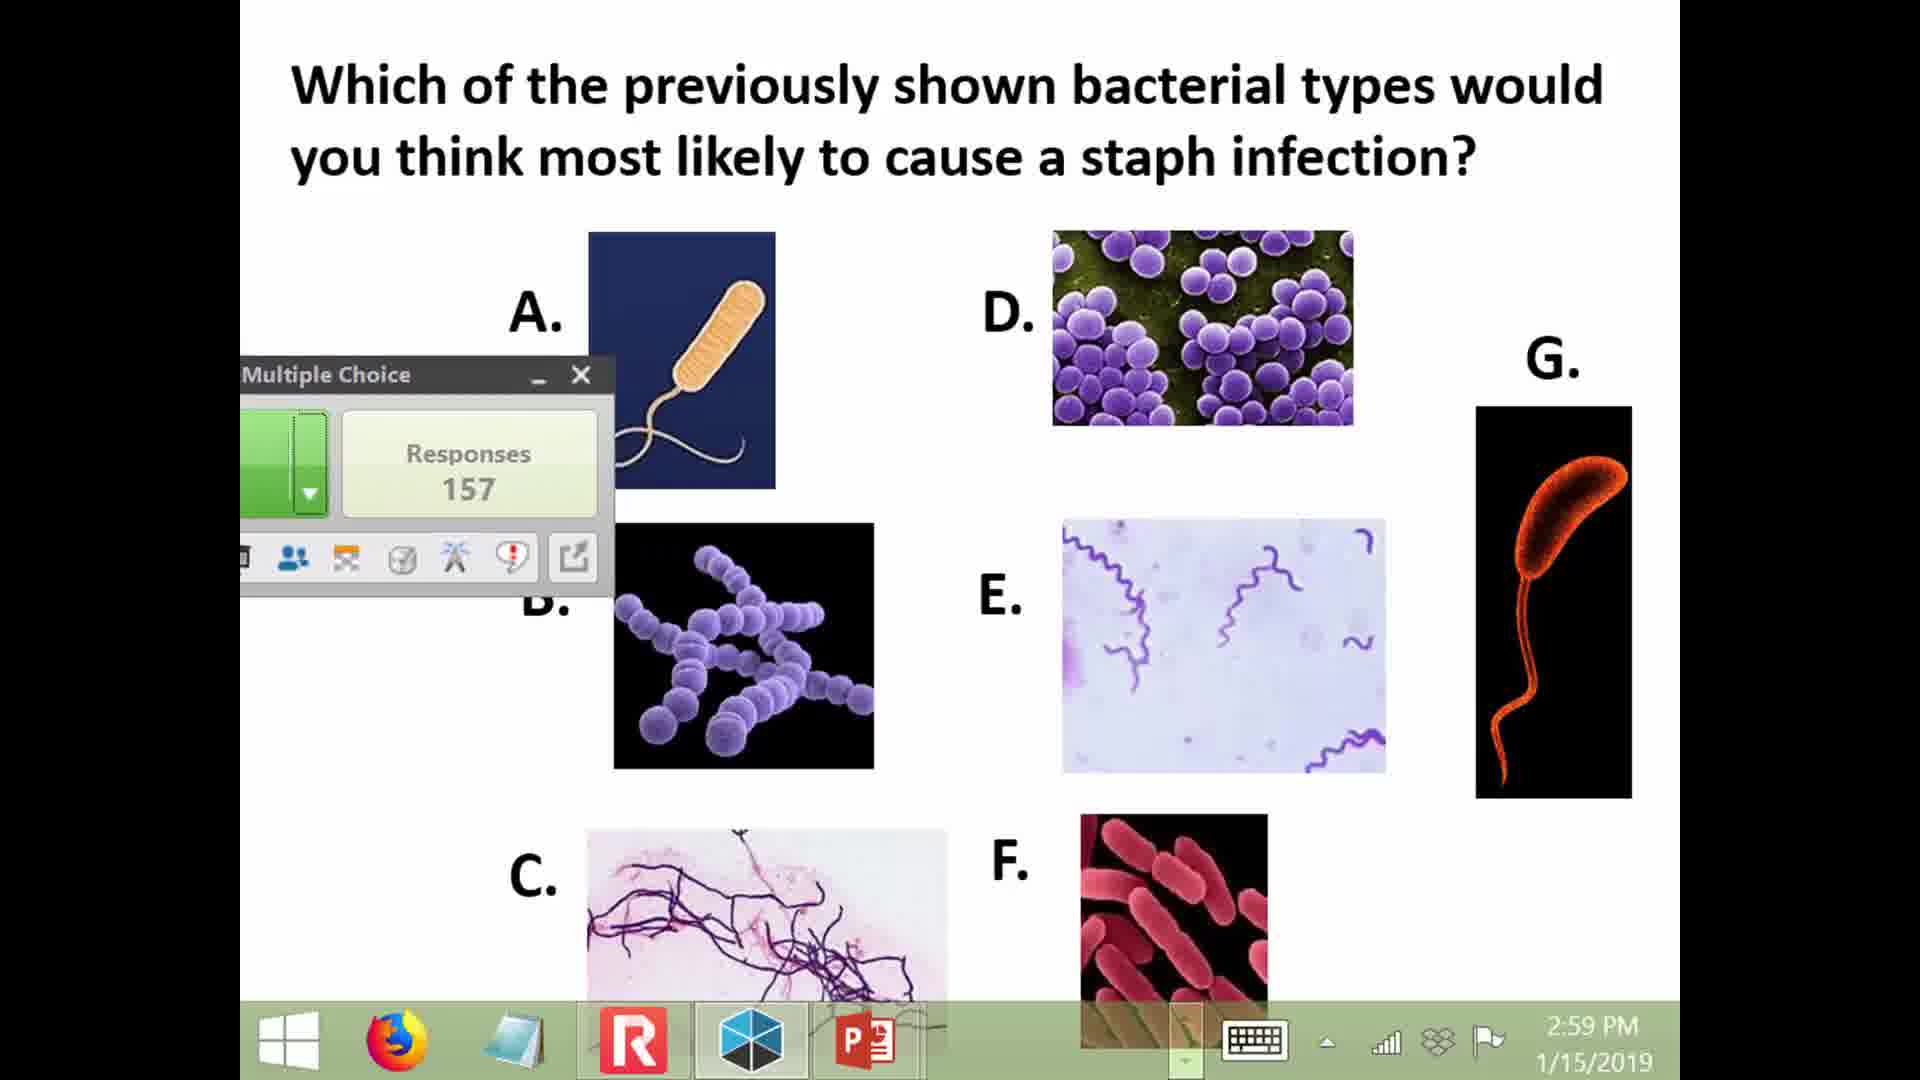 Which of the previously shown bacterial types would
you think most likely to cause a staph infection?
A.
D.
G.
Multiple Choice
Responses
157
B.
E.
C.
F.
R
P
2:59 PM
1/15/2019